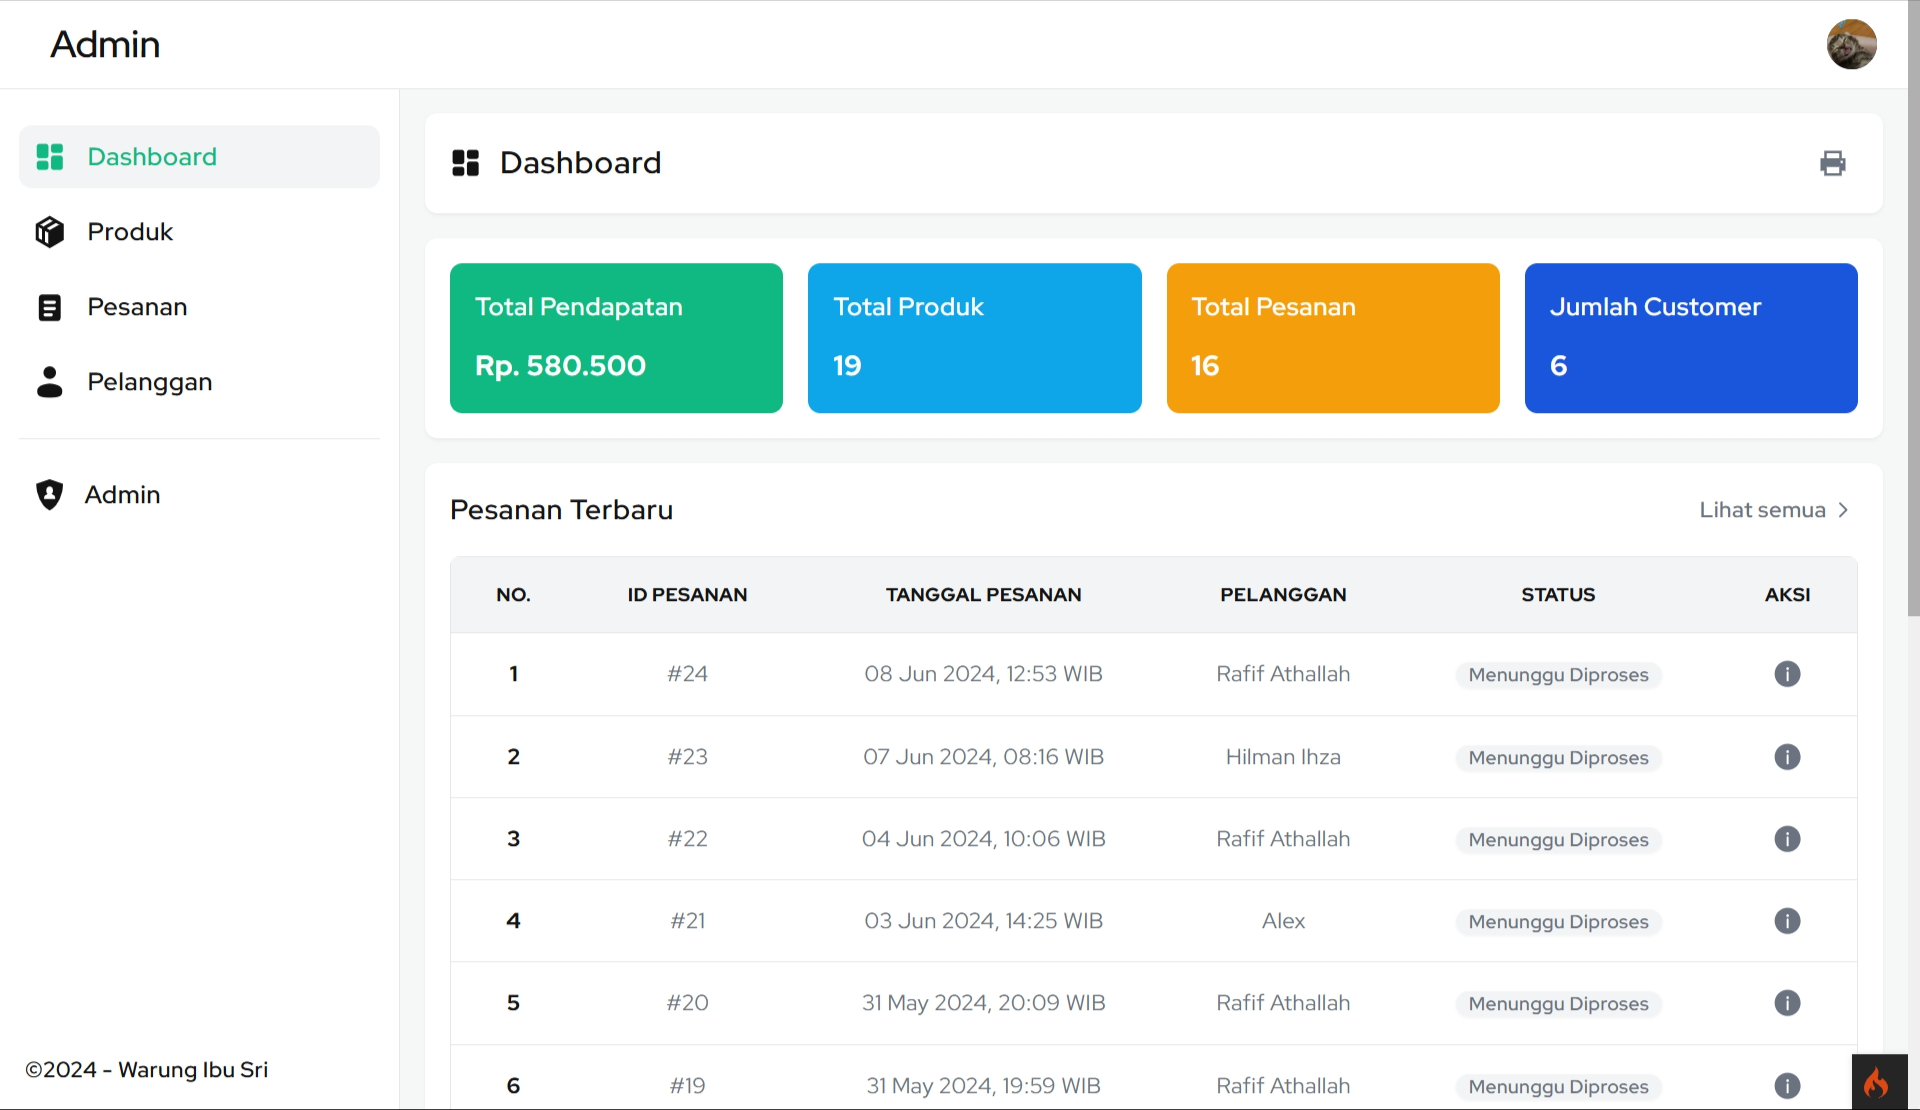 Admin
Dashboard
Produk
Pesanan
Pelanggan
Admin
©2024 - Warung Ibu Sri
Dashboard
Total Pendapatan
Rp. 580.500
Total Produk
19
Total Pesanan
16
Jumlah Customer
6
Pesanan Terbaru
Lihat semua
NO. ID PESANAN TANGGAL PESANAN PELANGGAN STATUS AKSI
1 #24 08 Jun 2024, 12:53 WIB Rafif Athallah Menunggu Diproses
2 #23 07 Jun 2024, 08:16 WIB Hilman Ihza Menunggu Diproses
3 #22 04 Jun 2024, 10:06 WIB Rafif Athallah Menunggu Diproses
4 #21 03 Jun 2024, 14:25 WIB Alex Menunggu Diproses
5 #20 31 May 2024, 20:09 WIB Rafif Athallah Menunggu Diproses
6 #19 31 May 2024, 19:59 WIB Rafif Athallah Menunggu Diproses